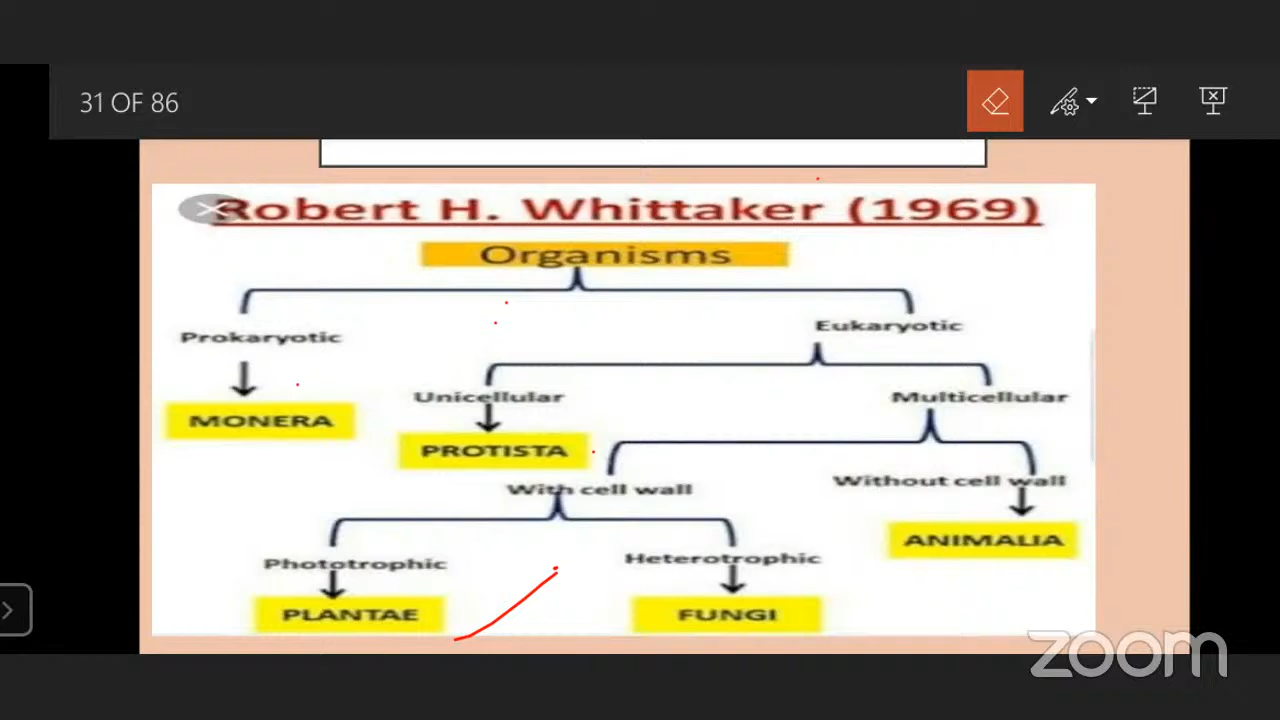 31 OF 86
Robert H. Whittaker (1969)
Organisms
Prokaryotic
Eukaryotic
MONERA
Unicellular
Multicellular
PROTISTA
With cell wall
Without cell wall
ANIMALIA
Phototrophic
Heterotrophic
PLANTAE
FUNGI
zoom